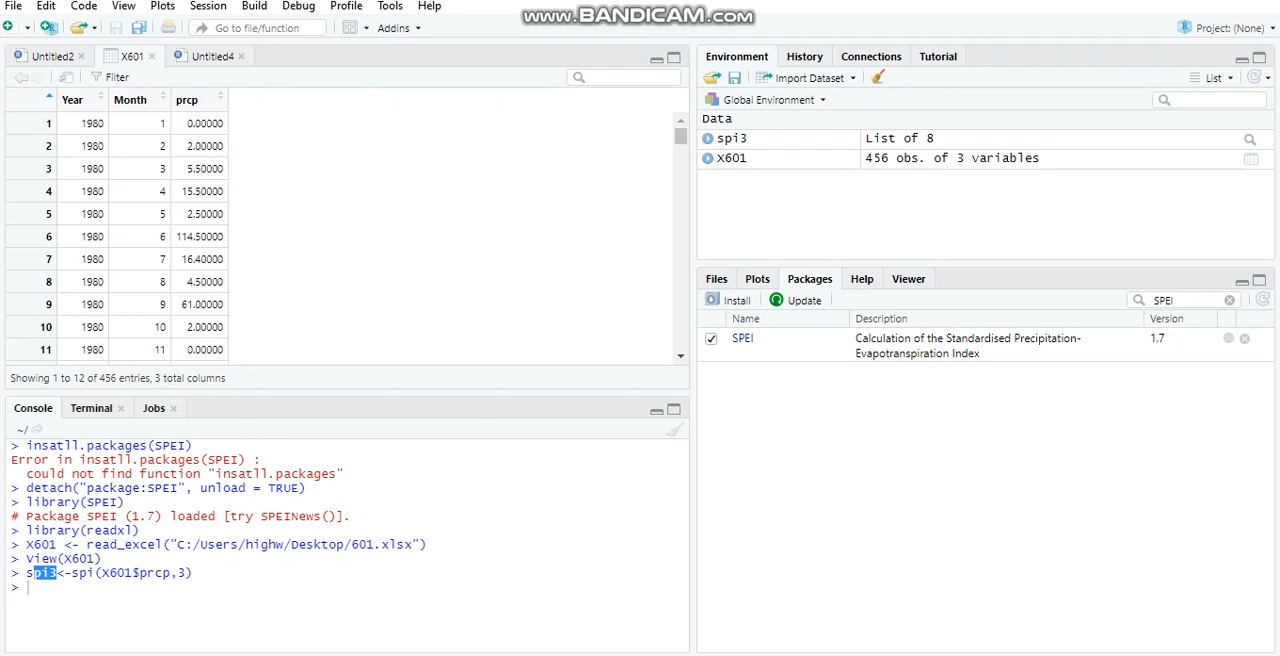 File Edit Code View Plots Session Build Debug Profile Tools Help
www.BANDICAM.com
Go to file/function Addins Project: (None)
Untitled2 X601 Untitled4
Filter
Year Month prcp
1 1980 1 0.00000
2 1980 2 2.00000
3 1980 3 5.50000
4 1980 4 15.50000
5 1980 5 2.50000
6 1980 6 114.50000
7 1980 7 16.40000
8 1980 8 4.50000
9 1980 9 61.00000
10 1980 10 2.00000
11 1980 11 0.00000
Showing 1 to 12 of 456 entries, 3 total columns
Console Terminal Jobs
~/
> insatll.packages(SPEI)
Error in insatll.packages(SPEI) :
could not find function "insatll.packages"
> detach("package:SPEI", unload = TRUE)
> library(SPEI)
# Package SPEI (1.7) loaded [try SPEINews()].
> library(readxl)
> X601 <- read_excel("C:/Users/highw/Desktop/601.xlsx")
> View(X601)
> spi3<-spi(X601$prcp,3)
>
Environment History Connections Tutorial
Import Dataset List
Global Environment
Data
spi3 List of 8
X601 456 obs. of 3 variables
Files Plots Packages Help Viewer
Install Update SPEI
Name Description Version
SPEI Calculation of the Standardised Precipitation- 1.7
Evapotranspiration Index